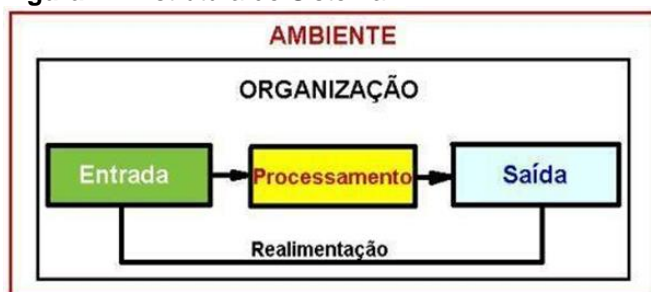 AMBIENTE
ORGANIZAÇÃO
Entrada
Processamento
Saída
Realimentação